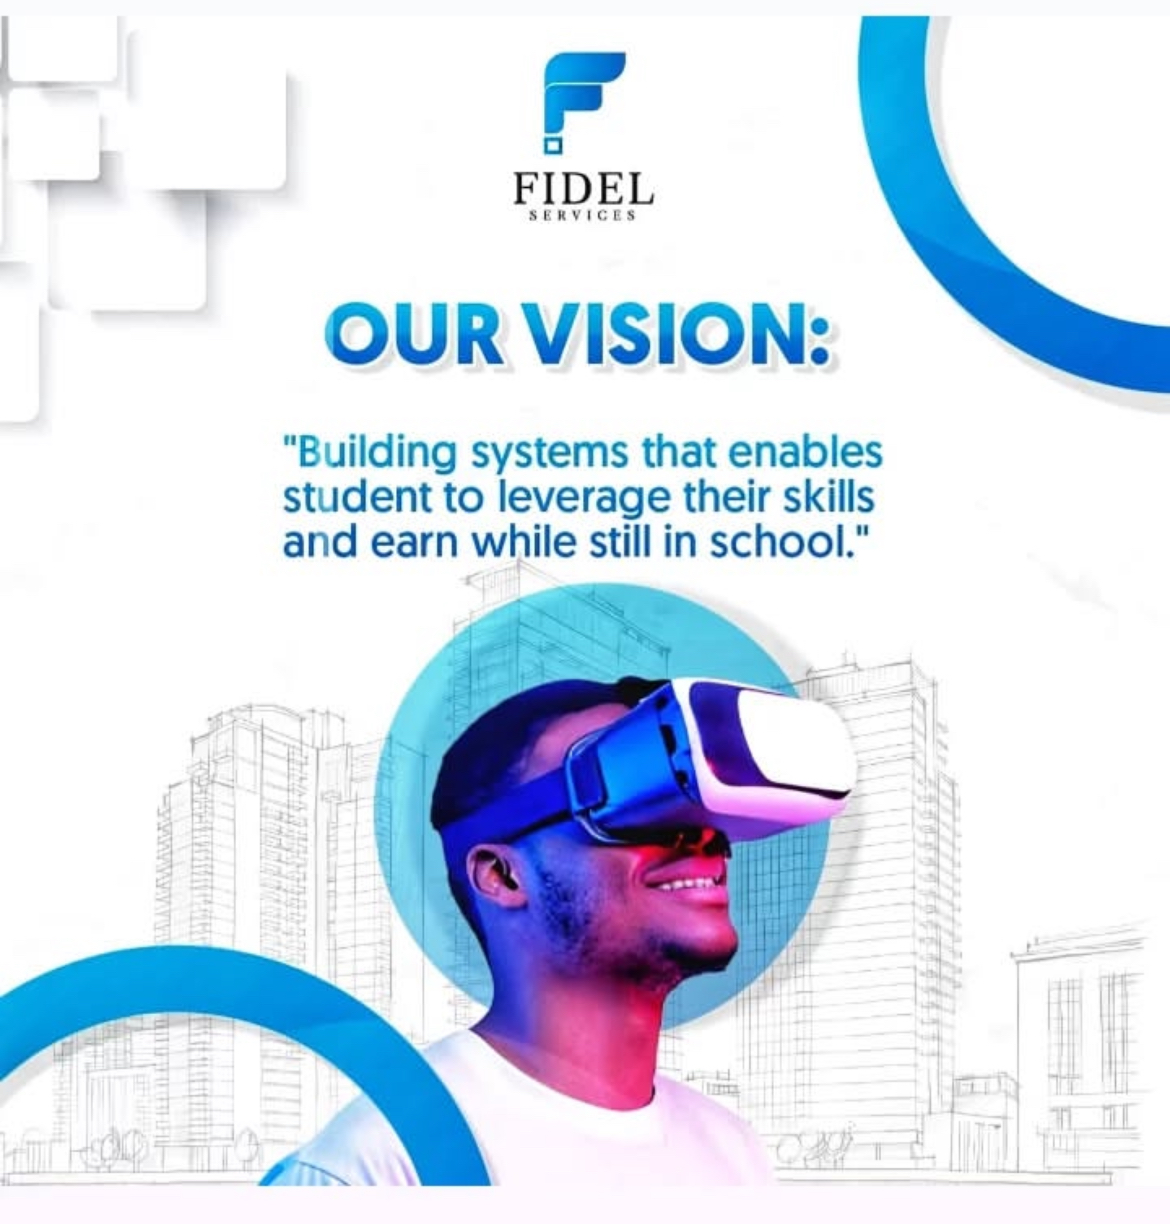 FIDEL
SERVICES
OUR VISION:
"Building systems that enables
student to leverage their skills
and earn while still in school."